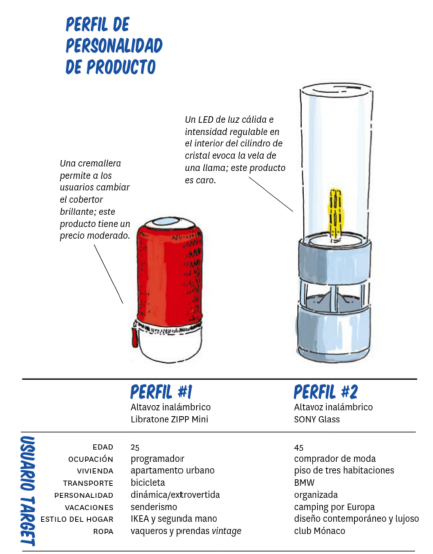 PERFIL DE
PERSONALIDAD
DE PRODUCTO
Un LED de luz cálida e
intensidad regulable en
el interior del cilindro de
cristal evoca la vela de
una llama; este producto
es caro.
Una cremallera
permite a los
usuarios cambiar
el cobertor
brillante; este
producto tiene un
precio moderado.
PERFIL #1
Altavoz inalámbrico
Libratone ZIPP Mini
PERFIL #2
Altavoz inalámbrico
SONY Glass
USUARIO TARGET
EDAD 25 45
OCUPACIÓN programador comprador de moda
VIVIENDA apartamento urbano piso de tres habitaciones
TRANSPORTE bicicleta BMW
PERSONALIDAD dinámica/extrovertida organizada
VACACIONES senderismo camping por Europa
ESTILO DEL HOGAR IKEA y segunda mano diseño contemporáneo y lujoso
ROPA vaqueros y prendas vintage club Mónaco